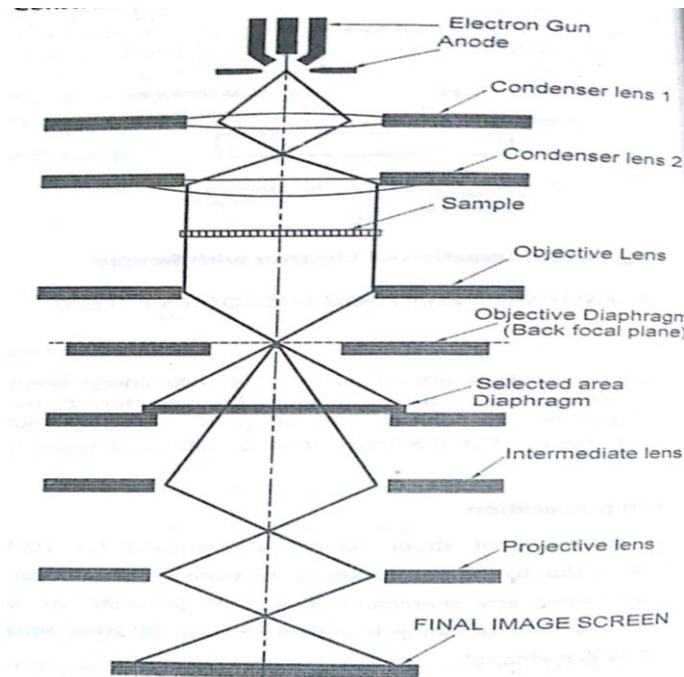 Electron Gun
Anode
Condenser lens 1
Condenser lens 2
Sample
Objective Lens
Objective Diaphragm
(Back focal plane)
Selected area
Diaphragm
Intermediate lens
Projective lens
FINAL IMAGE SCREEN